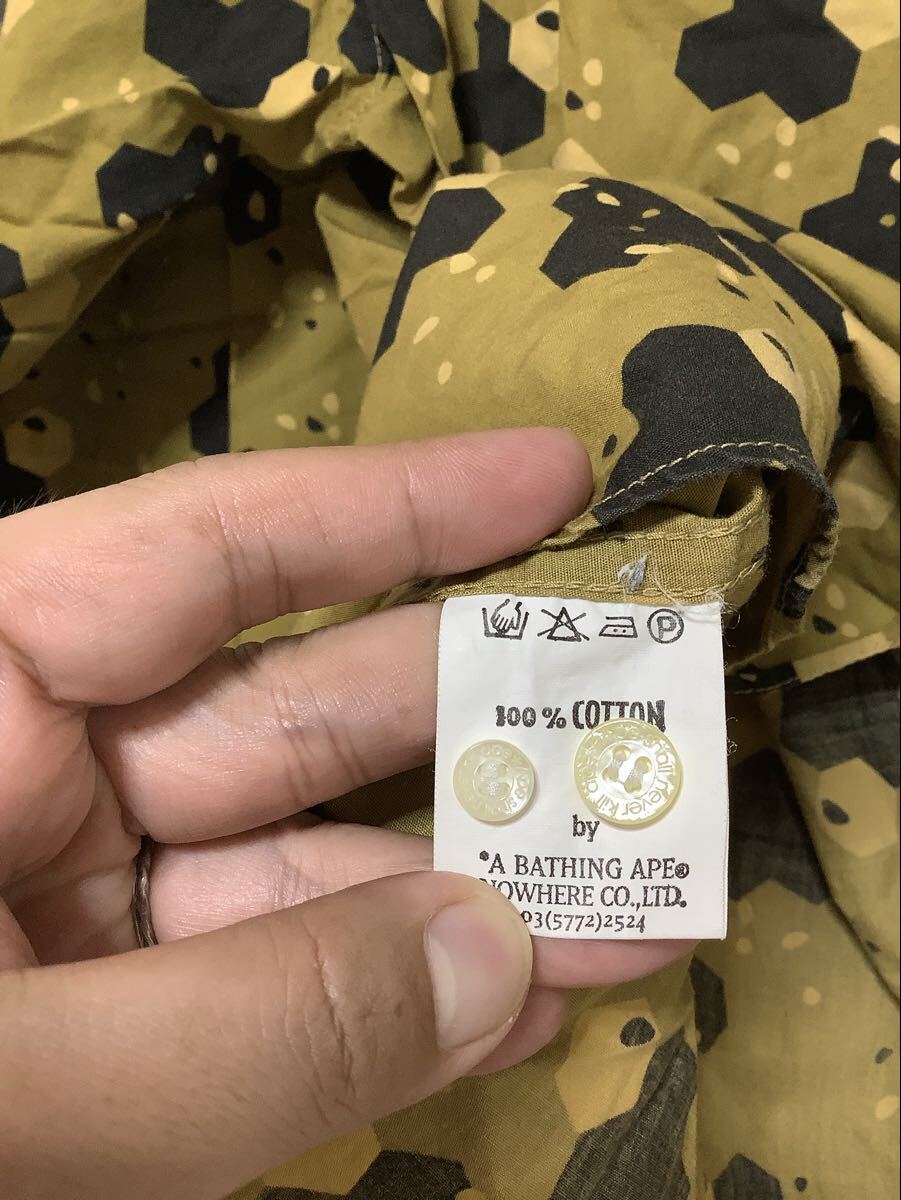 P
100% COTTON
by
*A BATHING APE®
NOWHERE CO.,LTD.
03(5772)2524